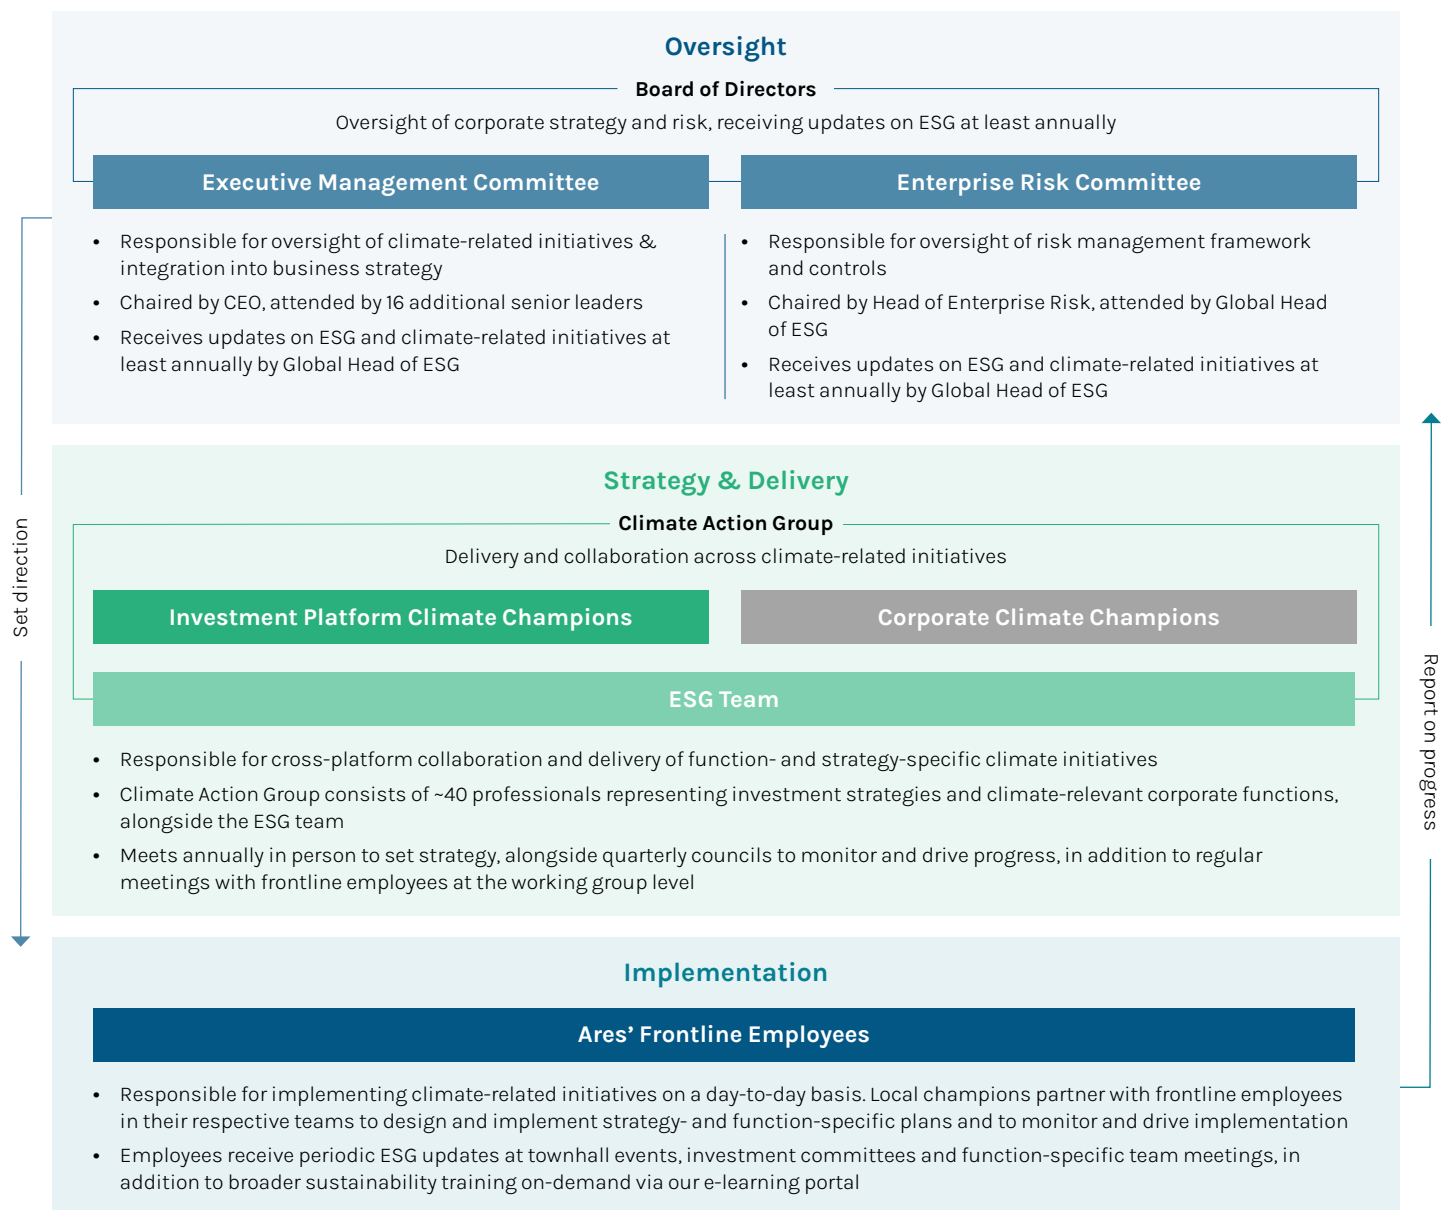 Oversight
Board of Directors
Oversight of corporate strategy and risk, receiving updates on ESG at least annually
Executive Management Committee
• Responsible for oversight of climate-related initiatives &
integration into business strategy
• Chaired by CEO, attended by 16 additional senior leaders
• Receives updates on ESG and climate-related initiatives at
least annually by Global Head of ESG
Enterprise Risk Committee
• Responsible for oversight of risk management framework
and controls
• Chaired by Head of Enterprise Risk, attended by Global Head
of ESG
• Receives updates on ESG and climate-related initiatives at
least annually by Global Head of ESG
Set direction
Strategy & Delivery
Climate Action Group
Delivery and collaboration across climate-related initiatives
Investment Platform Climate Champions
Corporate Climate Champions
ESG Team
• Responsible for cross-platform collaboration and delivery of function- and strategy-specific climate initiatives
• Climate Action Group consists of ~40 professionals representing investment strategies and climate-relevant corporate functions,
alongside the ESG team
• Meets annually in person to set strategy, alongside quarterly councils to monitor and drive progress, in addition to regular
meetings with frontline employees at the working group level
Report on progress
Implementation
Ares’ Frontline Employees
• Responsible for implementing climate-related initiatives on a day-to-day basis. Local champions partner with frontline employees
in their respective teams to design and implement strategy- and function-specific plans and to monitor and drive implementation
• Employees receive periodic ESG updates at townhall events, investment committees and function-specific team meetings, in
addition to broader sustainability training on-demand via our e-learning portal